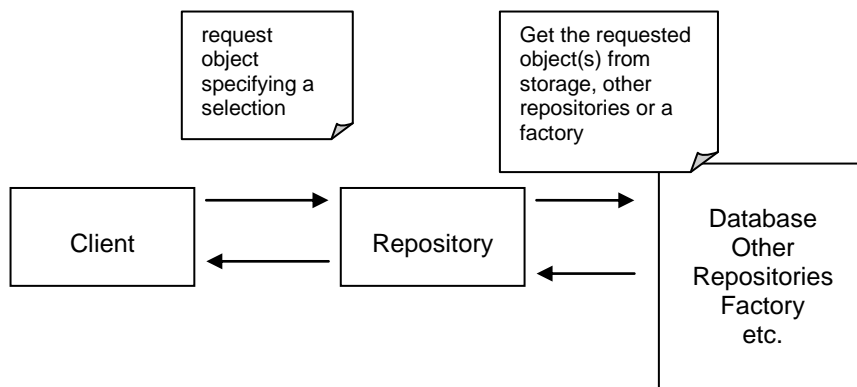 request
object
specifying a
selection
Get the requested
object(s) from
storage, other
repositories or a
factory
Client
Repository
Database
Other
Repositories
Factory
etc.